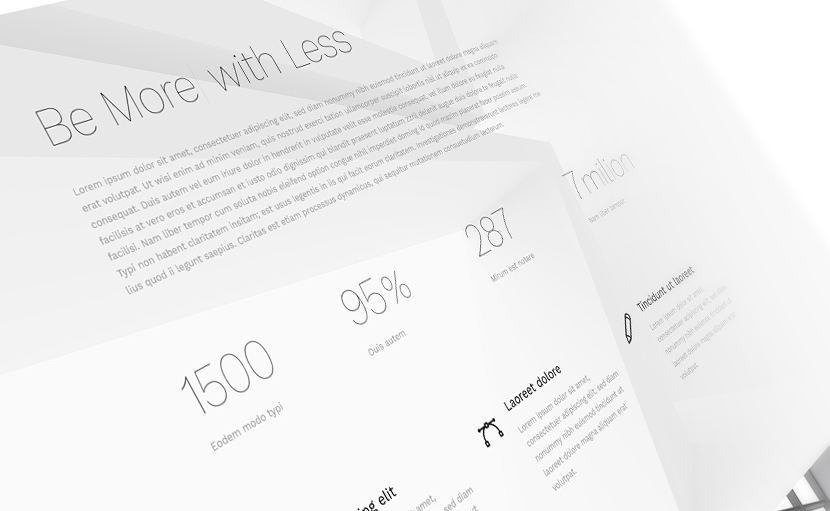 Be More with Less
Lorem ipsum dolor sit amet, consectetuer adipiscing elit, sed diam nonummy nibh euismod tincidunt ut laoreet dolore magna aliquam
erat volutpat. Ut wisi enim ad minim veniam, quis nostrud exerci tation ullamcorper suscipit lobortis nisl ut aliquip ex ea commodo
consequat. Duis autem vel eum iriure dolor in hendrerit in vulputate velit esse molestie consequat, vel illum dolore eu feugiat nulla
facilisis at vero eros et accumsan et iusto odio dignissim qui blandit praesent luptatum zzril delenit augue duis dolore te feugait nulla
facilisi. Nam liber tempor cum soluta nobis eleifend option congue nihil imperdiet doming id quod mazim placerat facer possim assum.
Typi non habent claritatem insitam; est usus legentis in iis qui facit eorum claritatem. Investigationes demonstraverunt lectores legere me
lius quod ii legunt saepius. Claritas est etiam processus dynamicus, qui sequitur mutationem consuetudium lectorum.
1500
Eodem modo typi
95%
Duis autem
287
Mirum est notare
7milion
Nam liber tempor
Laoreet dolore
Lorem ipsum dolor sit amet,
consectetuer adipiscing elit, sed diam
nonummy nibh euismod tincidunt ut
laoreet dolore magna aliquam erat
volutpat.
Tincidunt ut laoreet
Lorem ipsum dolor sit amet,
consectetuer adipiscing elit, sed diam
nonummy nibh euismod tincidunt ut
laoreet dolore magna aliquam erat
volutpat.
elit
amet,
sed diam